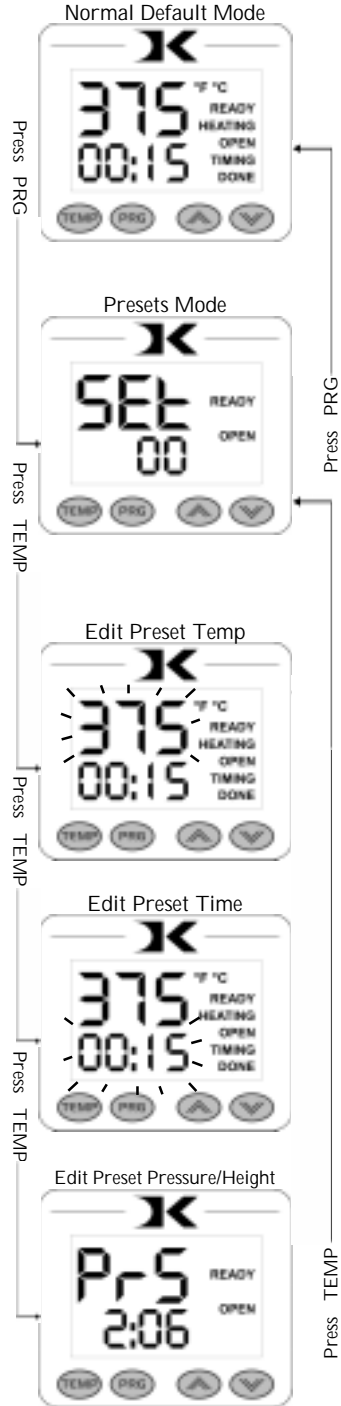 Normal Default Mode
375 °F °C
READY
HEATING
OPEN
00:15 TIMING
DONE
TEMP PRG
Press PRG
Press PRG
Presets Mode
SEt READY
OPEN
00
TEMP PRG
Press TEMP
Edit Preset Temp
375 °F °C
READY
HEATING
OPEN
00:15 TIMING
DONE
TEMP PRG
Press TEMP
Edit Preset Time
375 °F °C
READY
HEATING
OPEN
00:15 TIMING
DONE
TEMP PRG
Press TEMP
Edit Preset Pressure/Height
PrS READY
OPEN
2:06
TEMP PRG
Press TEMP